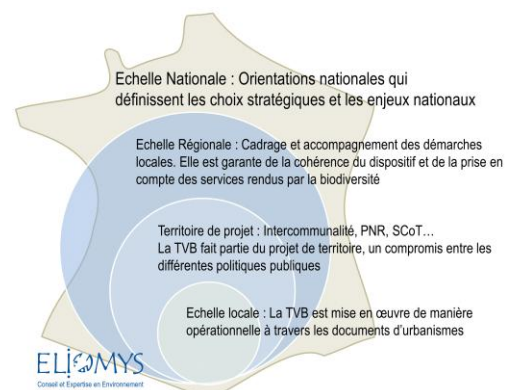 Echelle Nationale : Orientations nationales qui
définissent les choix stratégiques et les enjeux nationaux
Echelle Régionale : Cadrage et accompagnement des démarches
locales. Elle est garante de la cohérence du dispositif et de la prise en
compte des services rendus par la biodiversité
Territoire de projet : Intercommunalité, PNR, SCoT…
La TVB fait partie du projet de territoire, un compromis entre les
différentes politiques publiques
Echelle locale : La TVB est mise en œuvre de manière
opérationnelle à travers les documents d'urbanismes
ELIOMYS
Conseil et Expertise en Environnement